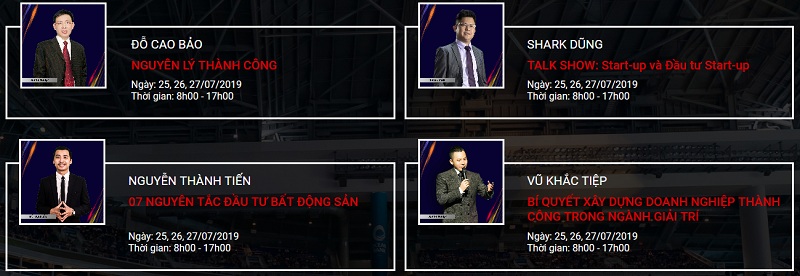 ĐỖ CAO BẢO
NGUYÊN LÝ THÀNH CÔNG
Ngày: 25, 26, 27/07/2019
Thời gian: 8h00 - 17h00
SHARK DŨNG
TALK SHOW: Start-up và Đầu tư Start-up
Ngày: 25, 26, 27/07/2019
Thời gian: 8h00 - 17h00
NGUYỄN THÀNH TIẾN
07 NGUYÊN TẮC ĐẦU TƯ BẤT ĐỘNG SẢN
Ngày: 25, 26, 27/07/2019
Thời gian: 8h00 - 17h00
VŨ KHẮC TIỆP
BÍ QUYẾT XÂY DỰNG DOANH NGHIỆP THÀNH
CÔNG TRONG NGÀNH GIẢI TRÍ
Ngày: 25, 26, 27/07/2019
Thời gian: 8h00 - 17h00